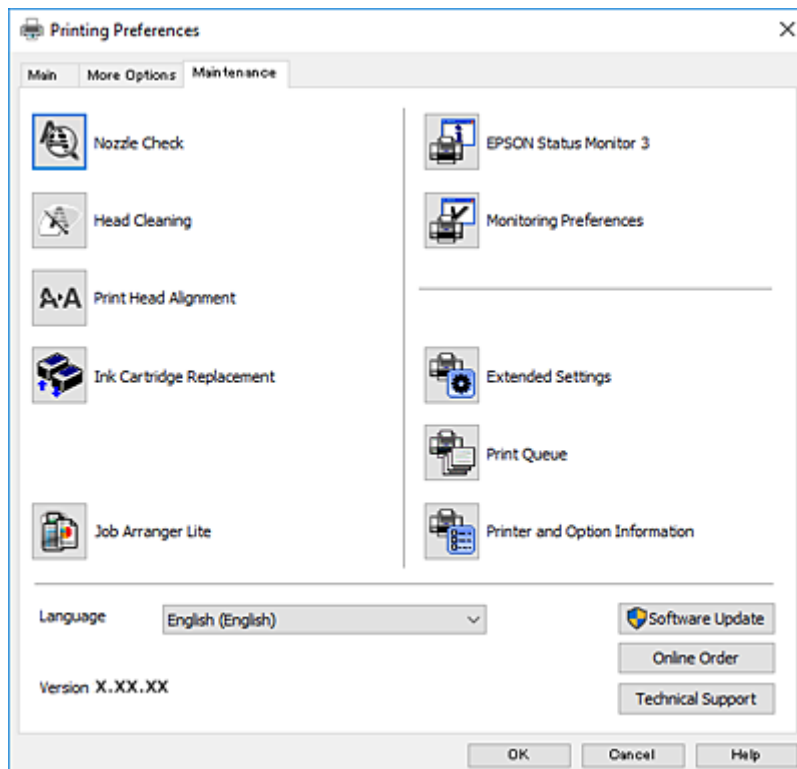 Printing Preferences
Main More Options Maintenance
Nozzle Check
Head Cleaning
A·A Print Head Alignment
Ink Cartridge Replacement
Job Arranger Lite
EPSON Status Monitor 3
Monitoring Preferences
Extended Settings
Print Queue
Printer and Option Information
Language English (English)
Version X.XX.XX
Software Update
Online Order
Technical Support
OK Cancel Help